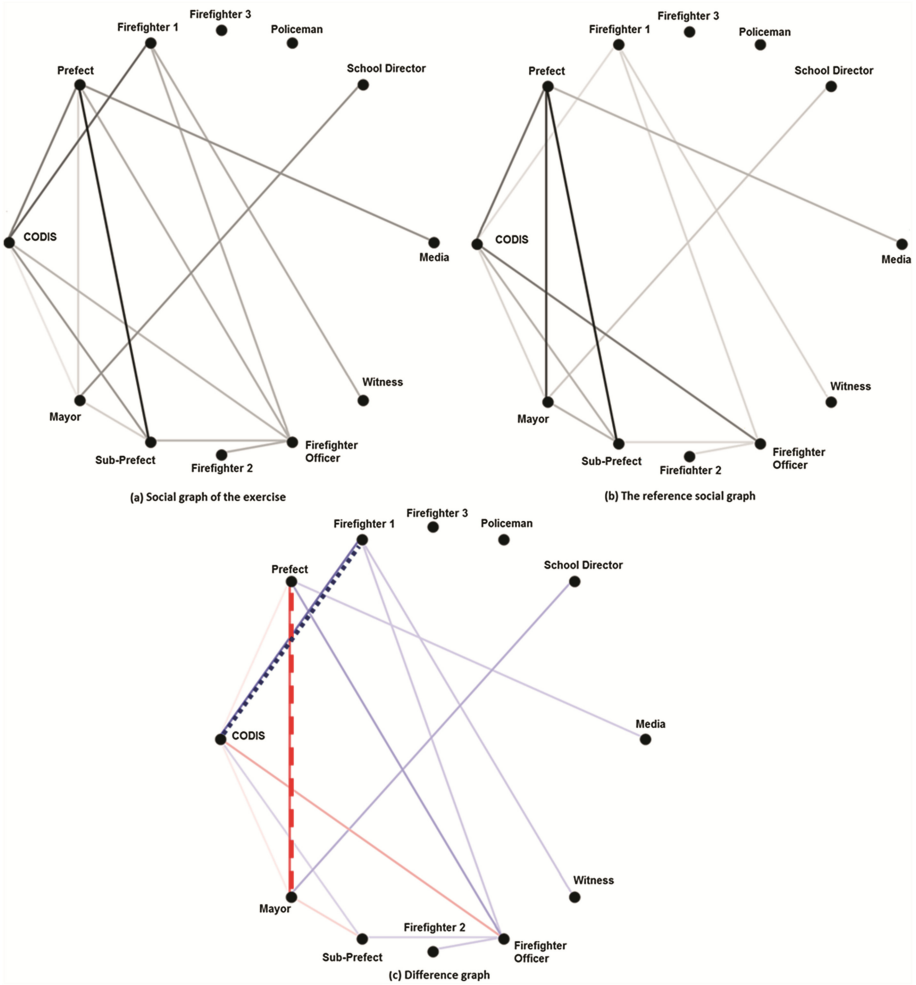 Firefighter 3
Firefighter 1
Policeman
Prefect
School Director
CODIS
Media
Witness
Mayor
Sub-Prefect
Firefighter 2
Firefighter
Officer
(a) Social graph of the exercise
Firefighter 3
Firefighter 1
Policeman
Prefect
School Director
CODIS
Media
Witness
Mayor
Sub-Prefect
Firefighter 2
Firefighter
Officer
(b) The reference social graph
Firefighter 3
Firefighter 1
Policeman
Prefect
School Director
CODIS
Media
Witness
Mayor
Firefighter 2
Sub-Prefect
Firefighter
Officer
(c) Difference graph